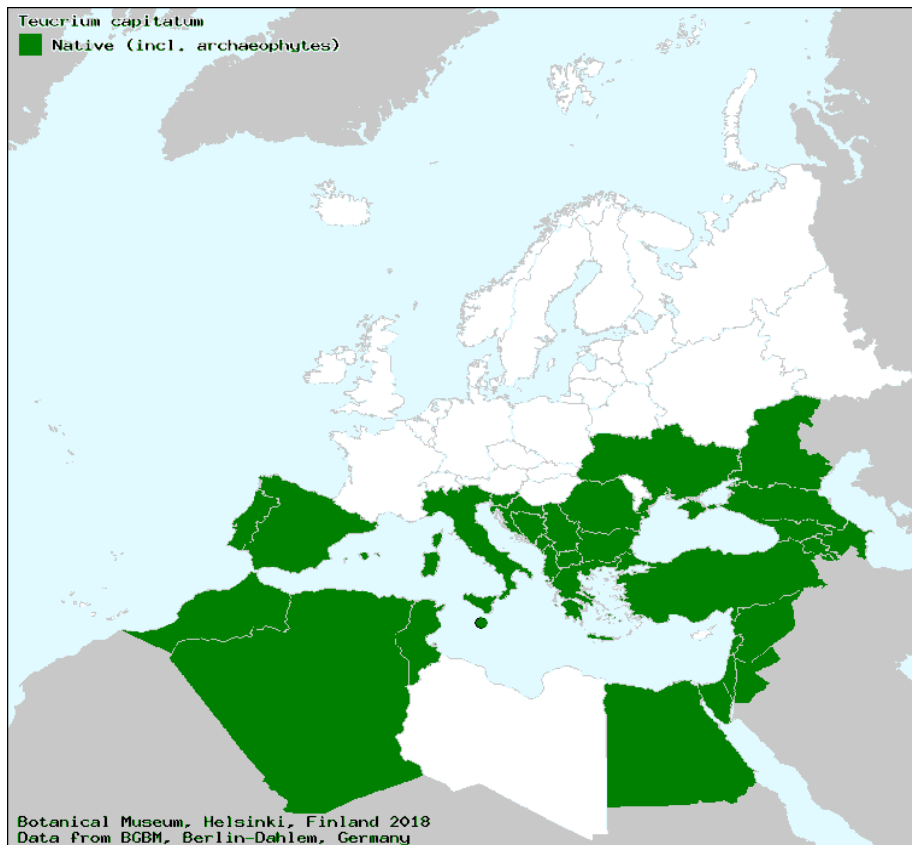 Teucrium capitatum
Native (incl. archaeophytes)
Botanical Museum, Helsinki, Finland 2018
Data from BGBM, Berlin-Dahlem, Germany